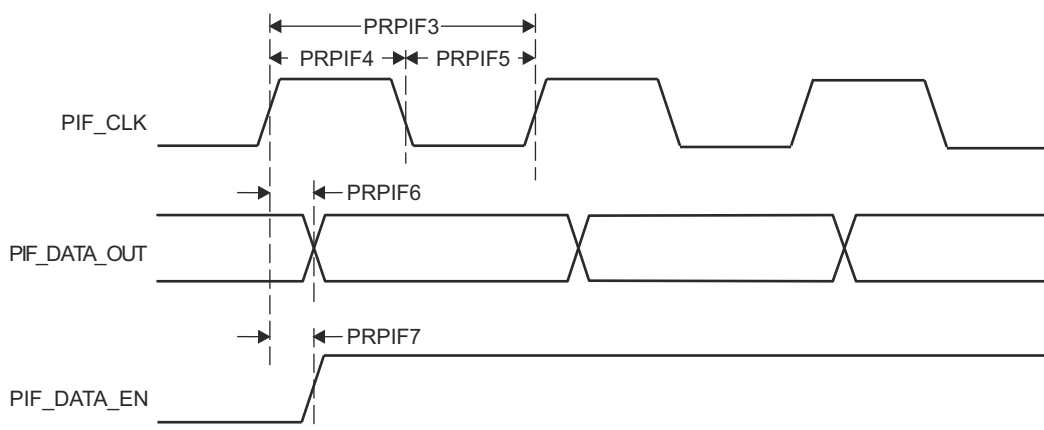 PRPIF3
PRPIF4
PRPIF5
PIF_CLK
PRPIF6
PIF_DATA_OUT
PRPIF7
PIF_DATA_EN